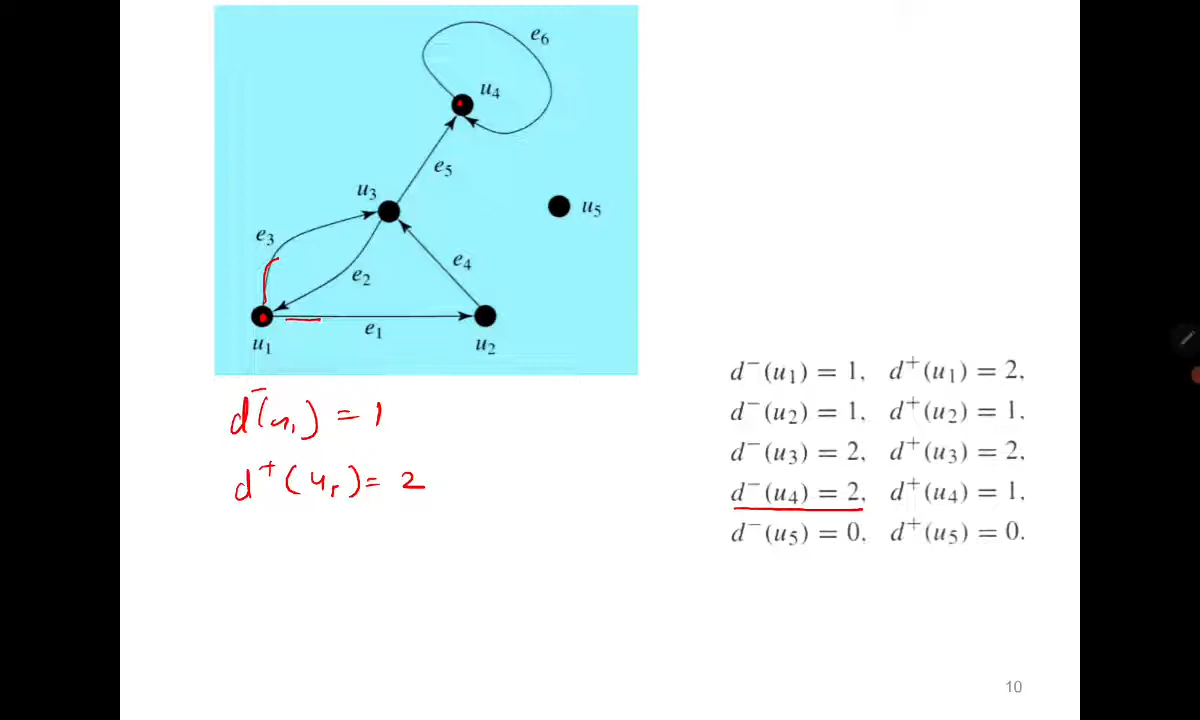 e6
u4
e5
u3
u5
e3
e4
e2
e1
u1
u2
d⁻(u1) = 1, d⁺(u1) = 2,
d⁻(u2) = 1, d⁺(u2) = 1,
d⁻(u3) = 2, d⁺(u3) = 2,
d⁻(u4) = 2, d⁺(u4) = 1,
d⁻(u5) = 0, d⁺(u5) = 0.
d⁻(u1) = 1
d⁺(u1) = 2
10